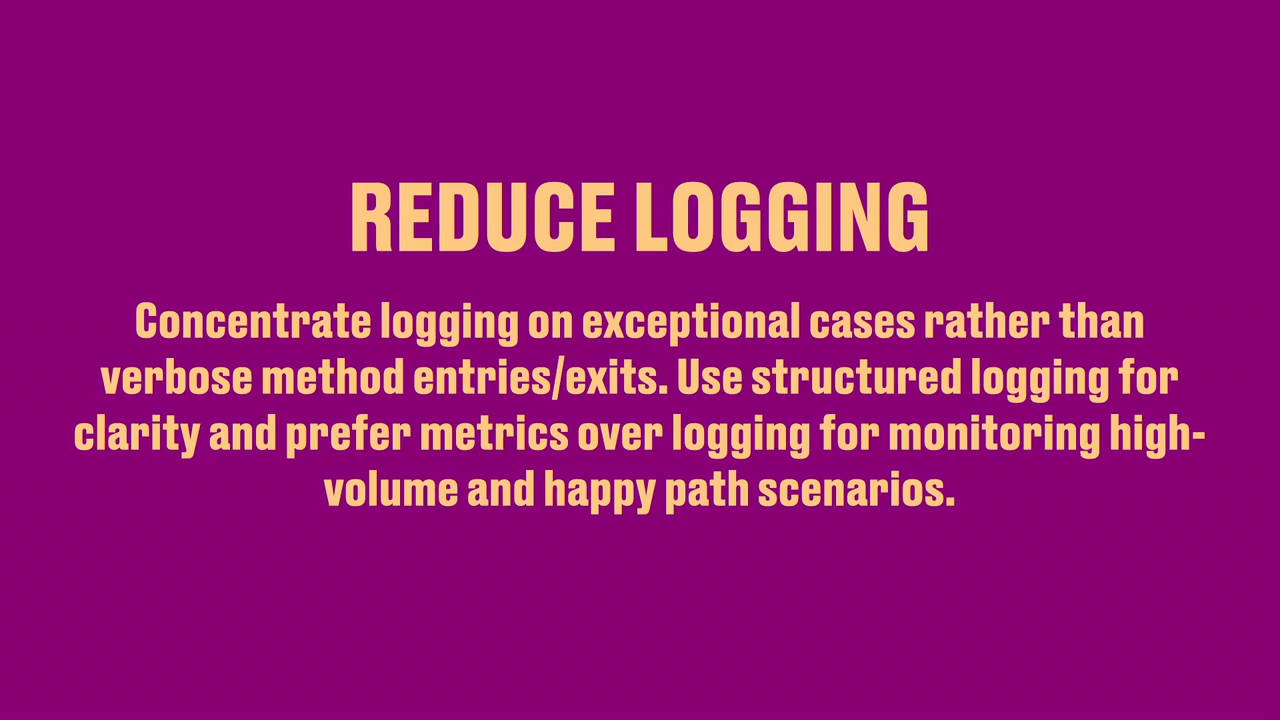 REDUCE LOGGING
Concentrate logging on exceptional cases rather than
verbose method entries/exits. Use structured logging for
clarity and prefer metrics over logging for monitoring high-
volume and happy path scenarios.